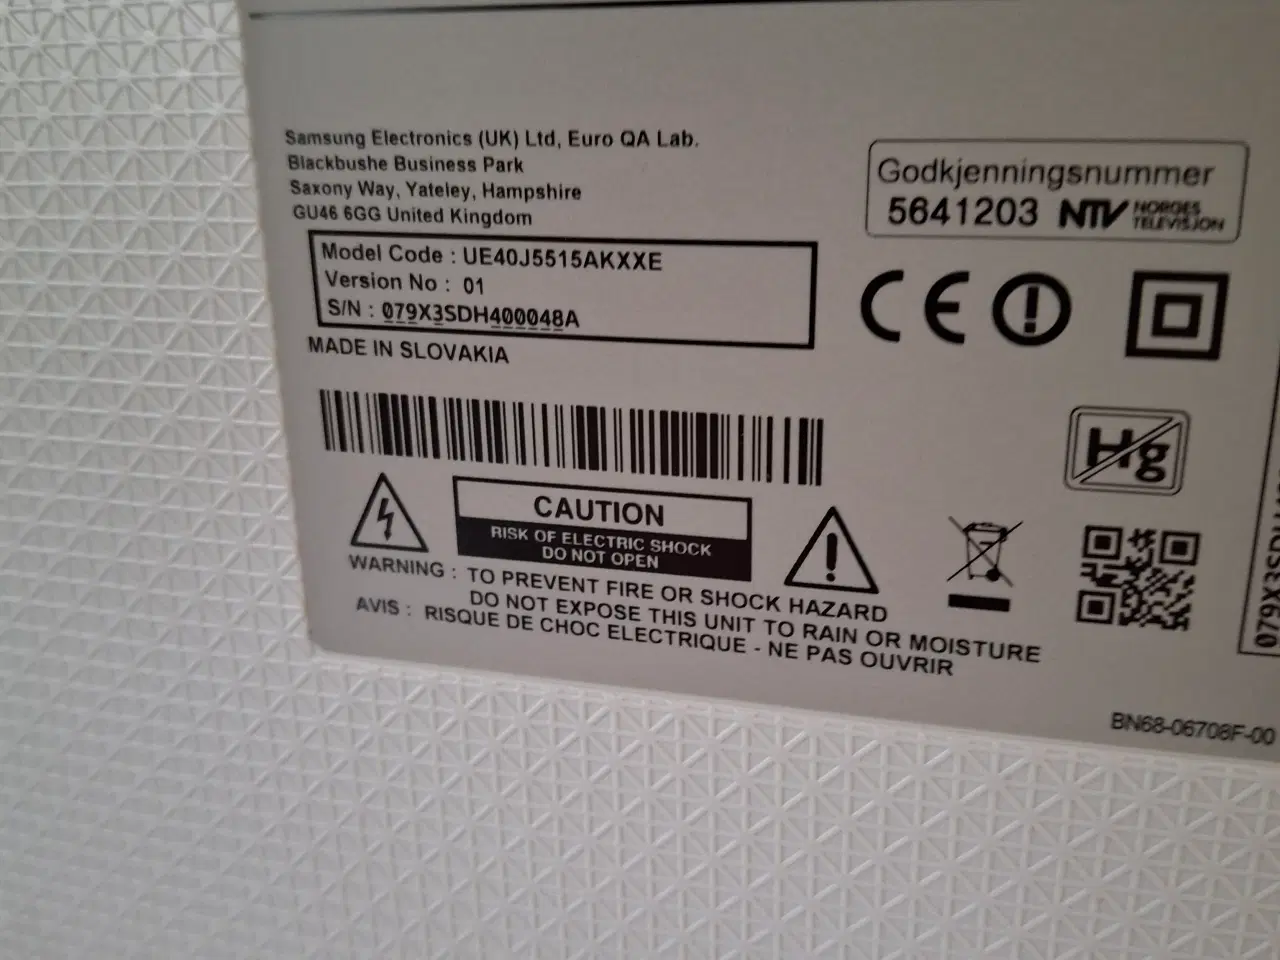 Samsung Electronics (UK) Ltd, Euro QA Lab.
Blackbushe Business Park
Saxony Way, Yateley, Hampshire
GU46 6GG United Kingdom
Model Code : UE40J5515AKXXE
Version No : 01
S/N : 079X3SDH400048A
MADE IN SLOVAKIA
Godkjenningsnummer
5641203 NTV NORGES
TELEVISJON
CE
Hg
CAUTION
RISK OF ELECTRIC SHOCK
DO NOT OPEN
WARNING : TO PREVENT FIRE OR SHOCK HAZARD
DO NOT EXPOSE THIS UNIT TO RAIN OR MOISTURE
AVIS : RISQUE DE CHOC ELECTRIQUE - NE PAS OUVRIR
BN68-06708F-00